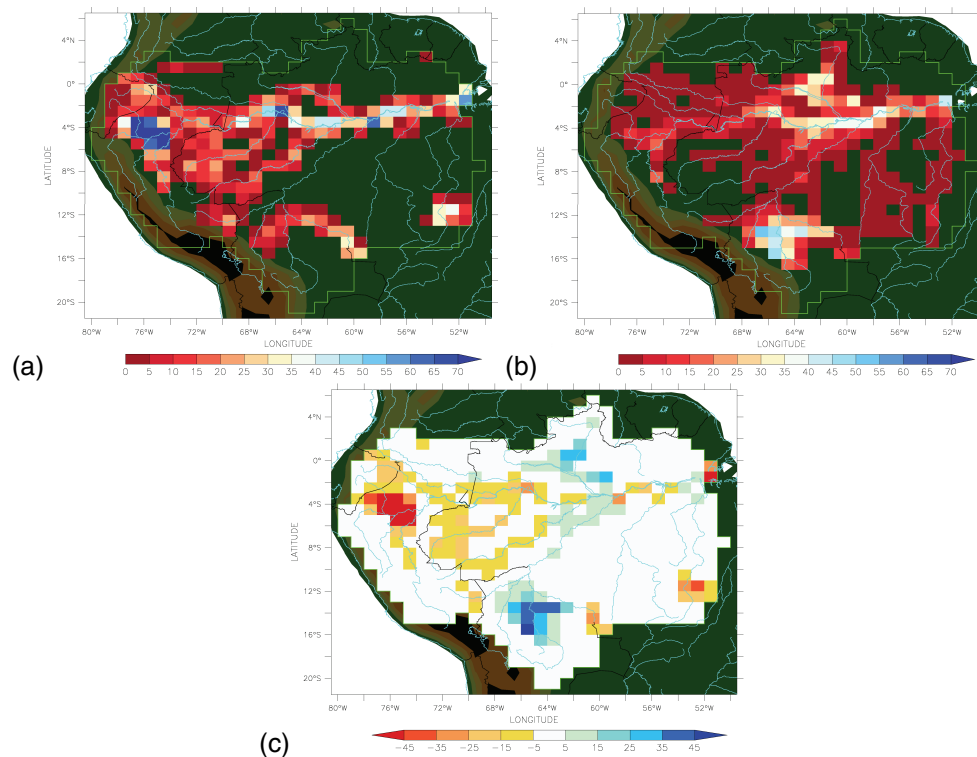 4°N
0°
4°S
8°S
12°S
16°S
20°S
LATITUDE
80°W 76°W 72°W 68°W 64°W 60°W 56°W 52°W
LONGITUDE
(a)
0 5 10 15 20 25 30 35 40 45 50 55 60 65 70
4°N
0°
4°S
8°S
12°S
16°S
20°S
LATITUDE
80°W 76°W 72°W 68°W 64°W 60°W 56°W 52°W
LONGITUDE
(b)
0 5 10 15 20 25 30 35 40 45 50 55 60 65 70
4°N
0°
4°S
8°S
12°S
16°S
20°S
LATITUDE
80°W 76°W 72°W 68°W 64°W 60°W 56°W 52°W
LONGITUDE
(c)
−45 −35 −25 −15 −5 5 15 25 35 45